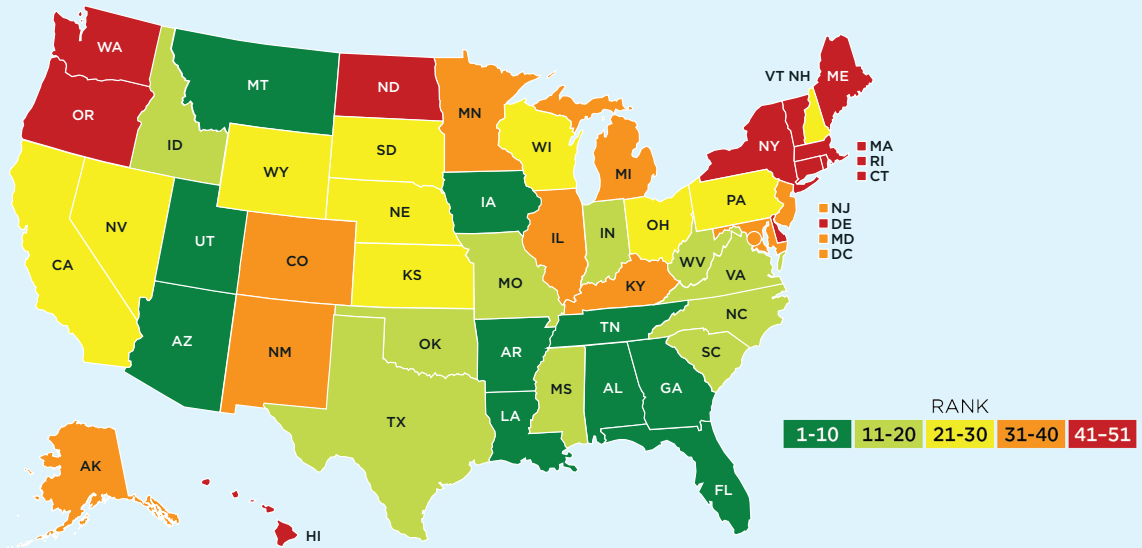 WA
MT
ND
MN
VT NH
ME
OR
ID
SD
WI
NY
MA
RI
CT
WY
MI
NE
IA
PA
NJ
DE
MD
DC
NV
UT
CO
IL
IN
OH
CA
KS
MO
KY
WV
VA
AZ
NM
OK
AR
TN
NC
SC
TX
LA
MS
AL
GA
RANK
1-10 11-20 21-30 31-40 41–51
AK
FL
HI